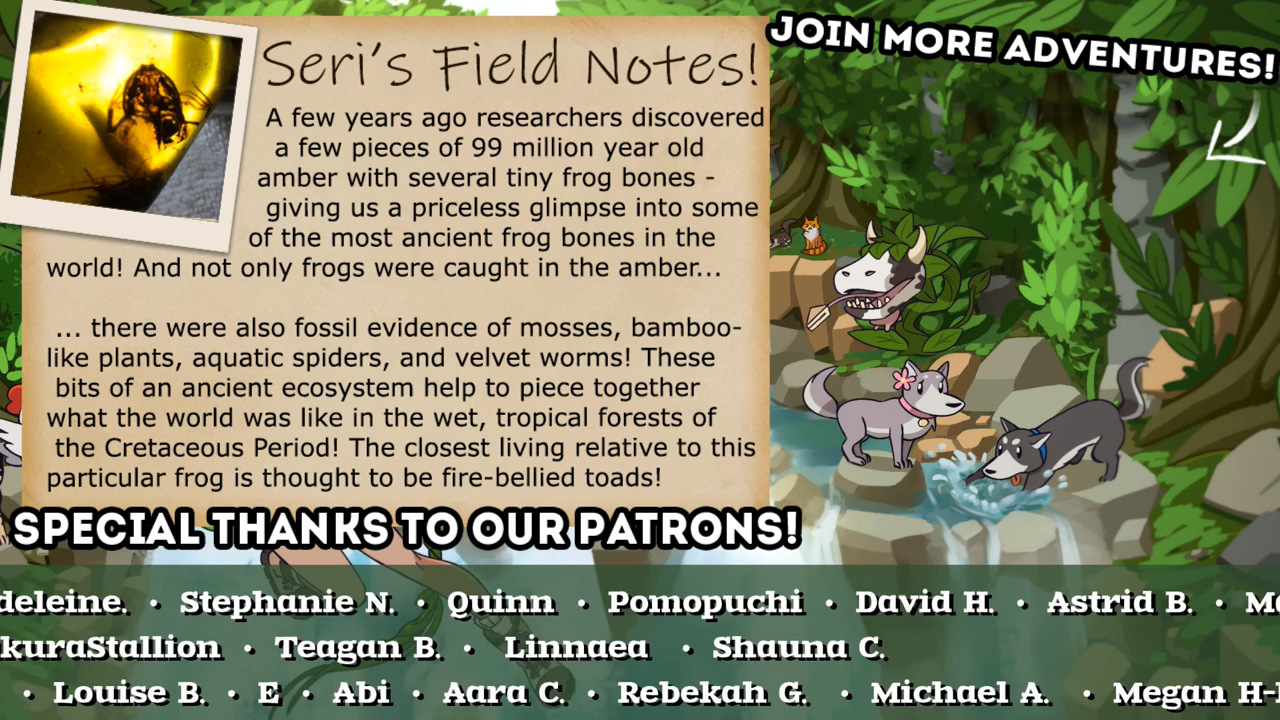 Seri's Field Notes!
JOIN MORE ADVENTURES!
A few years ago researchers discovered
a few pieces of 99 million year old
amber with several tiny frog bones -
giving us a priceless glimpse into some
of the most ancient frog bones in the
world! And not only frogs were caught in the amber...
... there were also fossil evidence of mosses, bamboo-
like plants, aquatic spiders, and velvet worms! These
bits of an ancient ecosystem help to piece together
what the world was like in the wet, tropical forests of
the Cretaceous Period! The closest living relative to this
particular frog is thought to be fire-bellied toads!
SPECIAL THANKS TO OUR PATRONS!
deleine. • Stephanie N. • Quinn • Pomopuchi • David H. • Astrid B. •
kuraStallion • Teagan B. • Linnaea • Shauna C.
• Louise B. • E • Abi • Aara C. • Rebekah G. • Michael A. • Megan H-